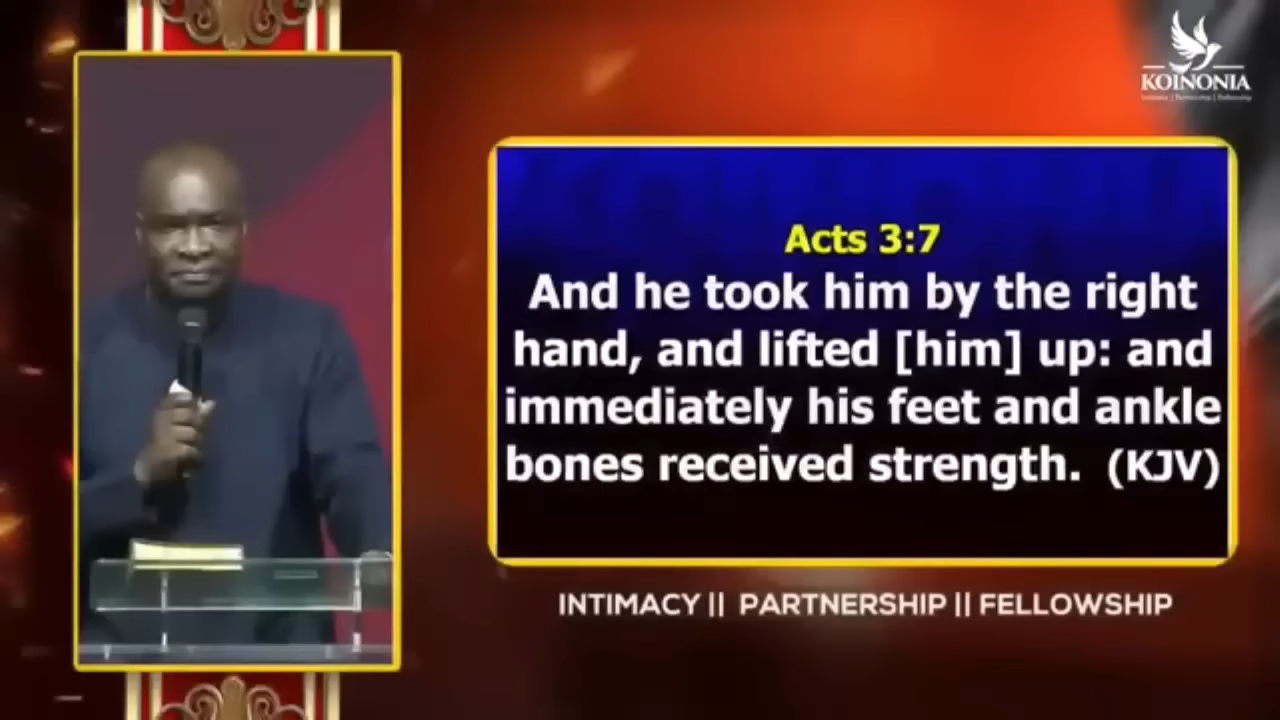 KOINONIA
Acts 3:7
And he took him by the right
hand, and lifted [him] up: and
immediately his feet and ankle
bones received strength. (KJV)
INTIMACY || PARTNERSHIP || FELLOWSHIP